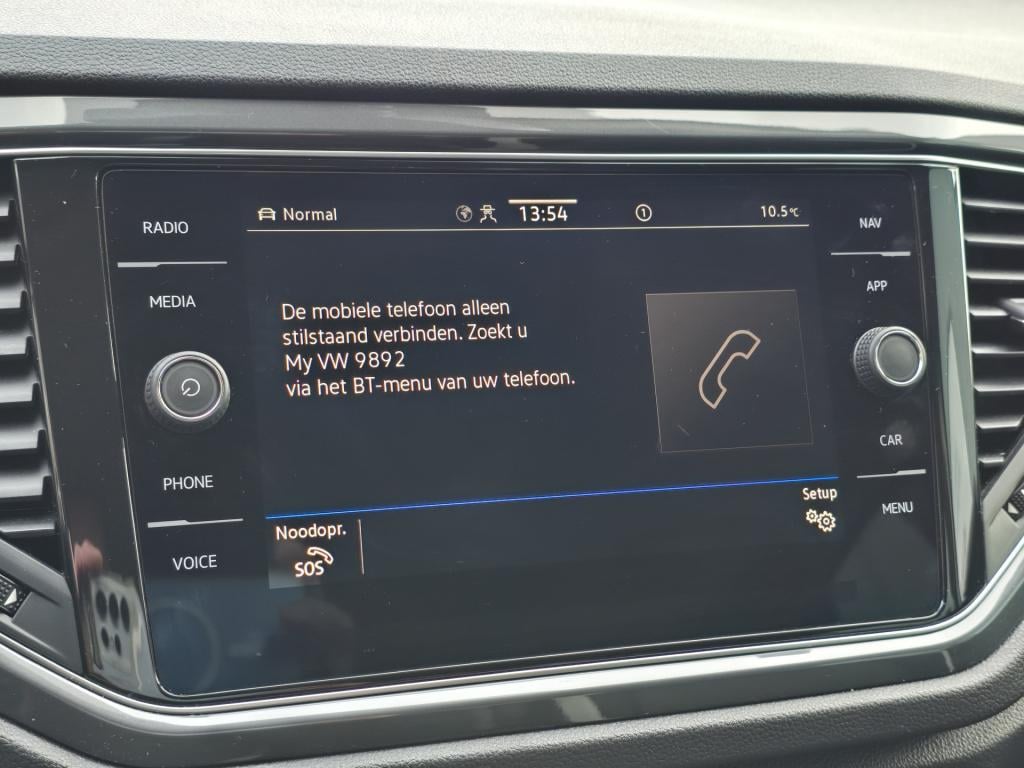 RADIO
MEDIA
PHONE
VOICE
Normal
13:54
1
10.5°C
De mobiele telefoon alleen
stilstaand verbinden. Zoekt u
My VW 9892
via het BT-menu van uw telefoon.
Noodopr.
SOS
Setup
NAV
APP
CAR
MENU